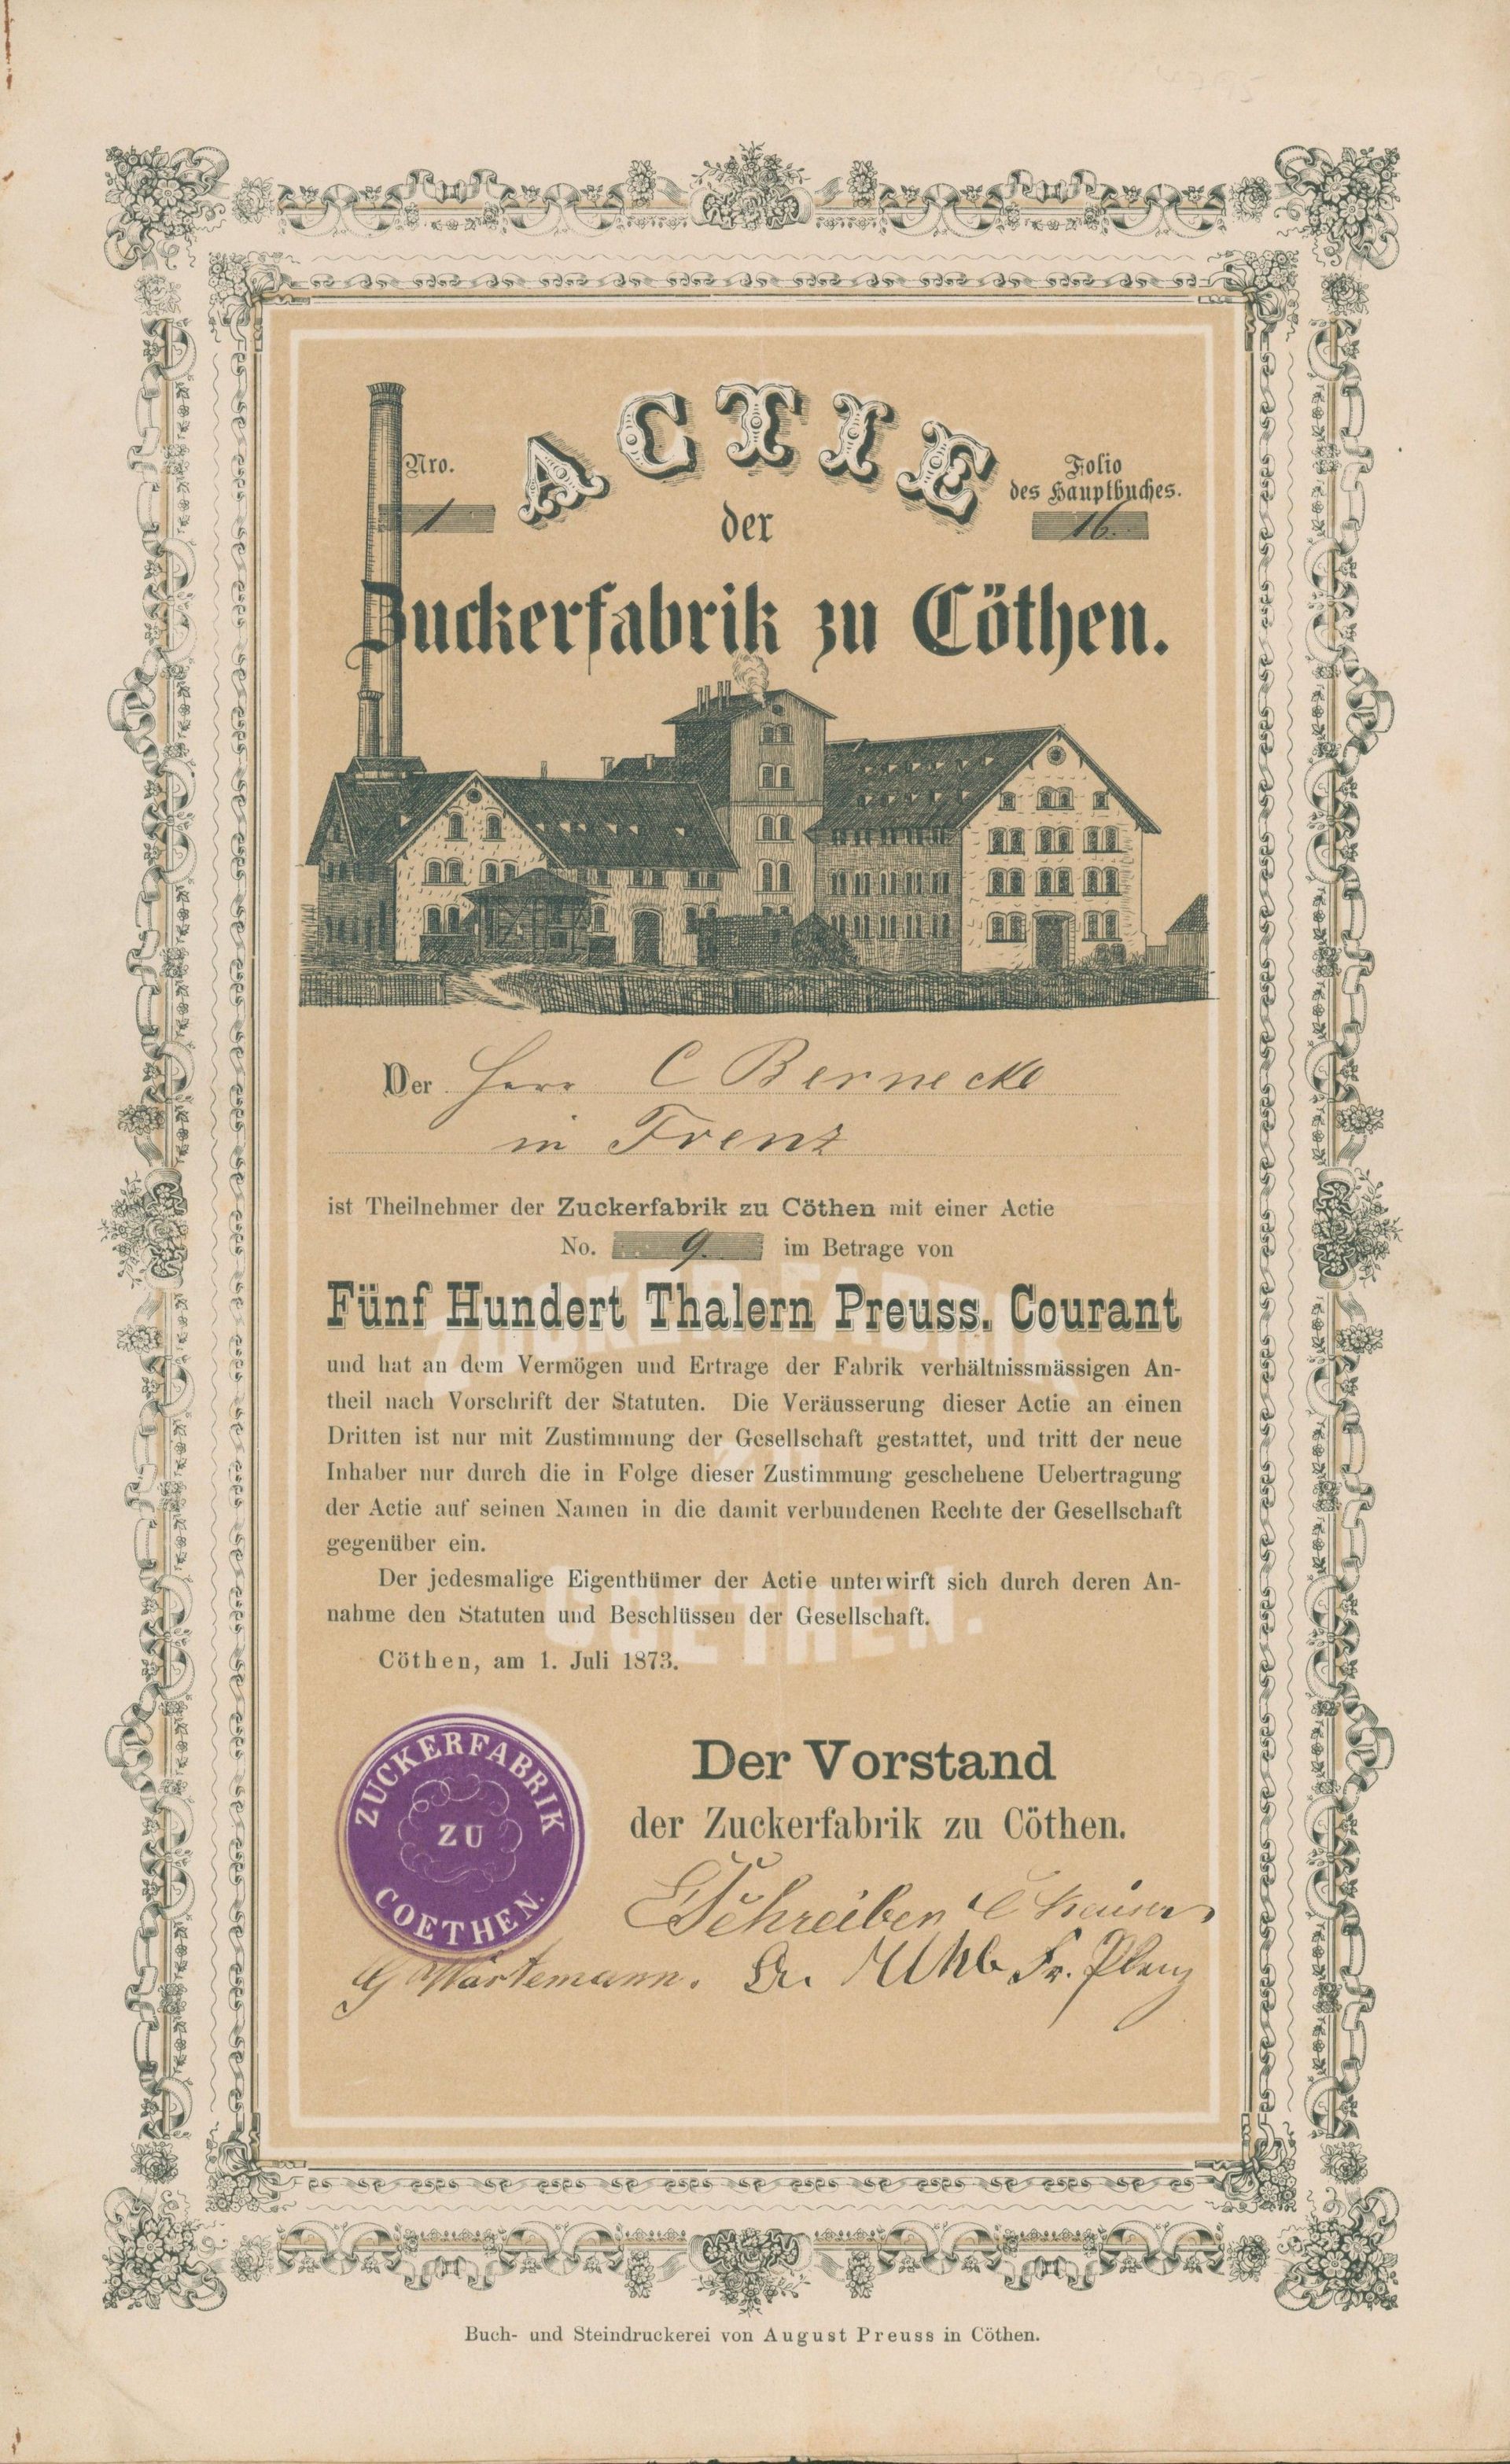 ACTIE
Nro.
1
Folio
des Hauptbuches.
16.
der
Zuckerfabrik zu Cöthen.
Der Herr C Bernecke
in Frenz
ist Theilnehmer der Zuckerfabrik zu Cöthen mit einer Actie
No. 9. im Betrage von
Fünf Hundert Thalern Preuss. Courant
und hat an dem Vermögen und Ertrage der Fabrik verhältnissmässigen An-
theil nach Vorschrift der Statuten. Die Veräusserung dieser Actie an einen
Dritten ist nur mit Zustimmung der Gesellschaft gestattet, und tritt der neue
Inhaber nur durch die in Folge dieser Zustimmung geschehene Uebertragung
der Actie auf seinen Namen in die damit verbundenen Rechte der Gesellschaft
gegenüber ein.
Der jedesmalige Eigenthümer der Actie unterwirft sich durch deren An-
nahme den Statuten und Beschlüssen der Gesellschaft.
ZUCKER-FABRIK
ZU
COETHEN.
Cöthen, am 1. Juli 1873.
ZUCKERFABRIK
ZU
COETHEN.
Der Vorstand
der Zuckerfabrik zu Cöthen.
Schreiber
Fr. Plenz
Buch- und Steindruckerei von August Preuss in Cöthen.